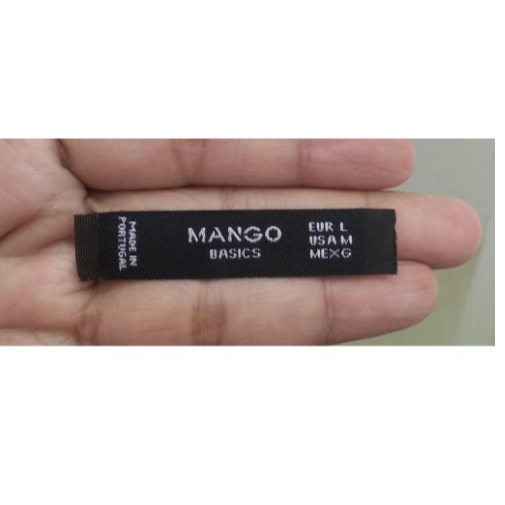 MADE IN
PORTUGAL
MANGO
BASICS
EUR L
USA M
MEX G